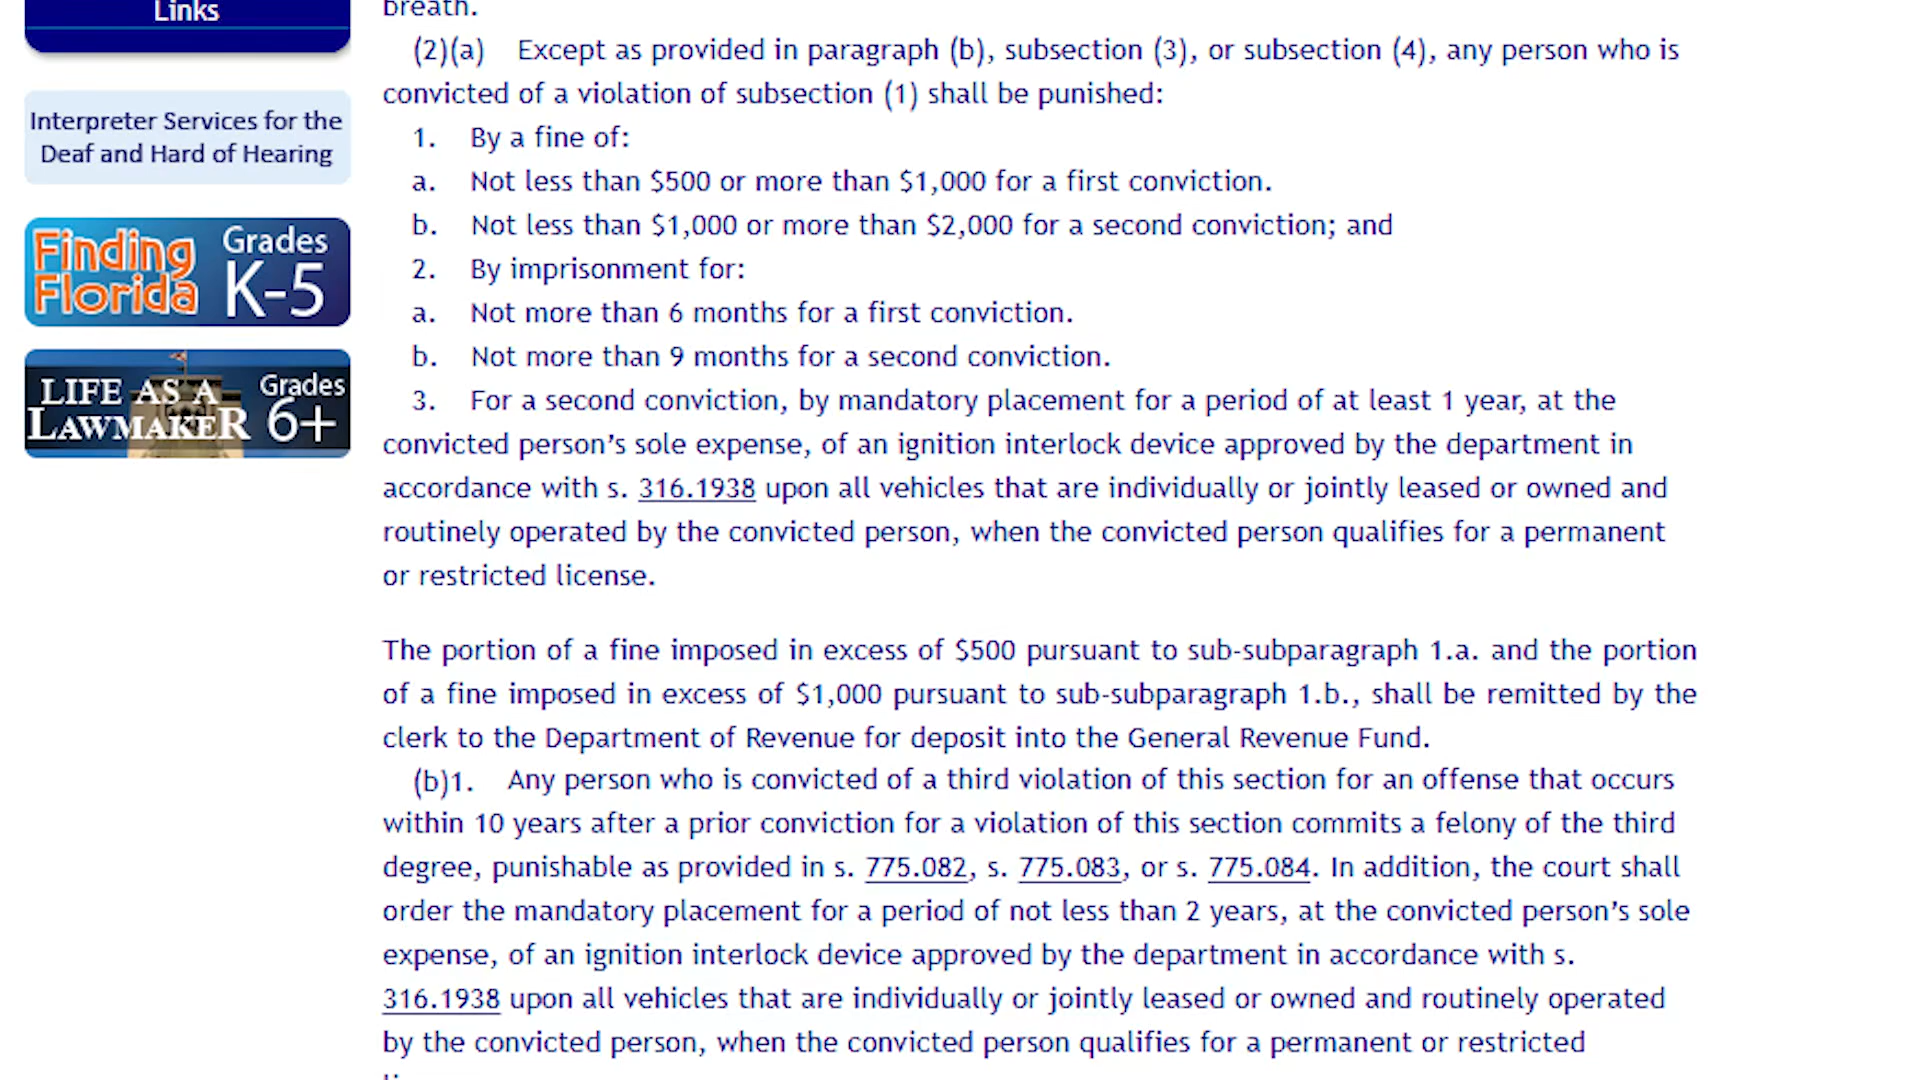 Links
Interpreter Services for the
Deaf and Hard of Hearing
Finding
Florida
Grades
K-5
LIFE AS A
LAWMAKER
Grades
6+
breath.
(2)(a) Except as provided in paragraph (b), subsection (3), or subsection (4), any person who is
convicted of a violation of subsection (1) shall be punished:
1. By a fine of:
a. Not less than $500 or more than $1,000 for a first conviction.
b. Not less than $1,000 or more than $2,000 for a second conviction; and
2. By imprisonment for:
a. Not more than 6 months for a first conviction.
b. Not more than 9 months for a second conviction.
3. For a second conviction, by mandatory placement for a period of at least 1 year, at the
convicted person’s sole expense, of an ignition interlock device approved by the department in
accordance with s. 316.1938 upon all vehicles that are individually or jointly leased or owned and
routinely operated by the convicted person, when the convicted person qualifies for a permanent
or restricted license.
The portion of a fine imposed in excess of $500 pursuant to sub-subparagraph 1.a. and the portion
of a fine imposed in excess of $1,000 pursuant to sub-subparagraph 1.b., shall be remitted by the
clerk to the Department of Revenue for deposit into the General Revenue Fund.
(b)1. Any person who is convicted of a third violation of this section for an offense that occurs
within 10 years after a prior conviction for a violation of this section commits a felony of the third
degree, punishable as provided in s. 775.082, s. 775.083, or s. 775.084. In addition, the court shall
order the mandatory placement for a period of not less than 2 years, at the convicted person’s sole
expense, of an ignition interlock device approved by the department in accordance with s.
316.1938 upon all vehicles that are individually or jointly leased or owned and routinely operated
by the convicted person, when the convicted person qualifies for a permanent or restricted